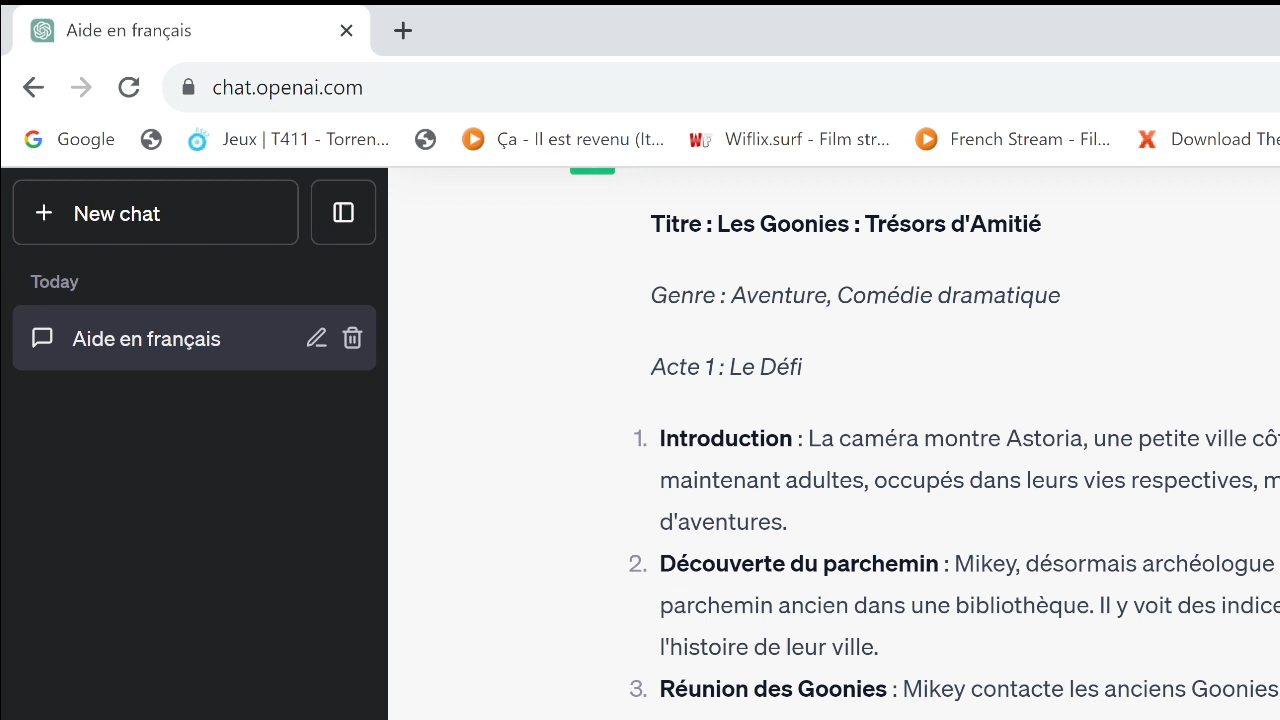 Aide en français
chat.openai.com
Google Jeux | T411 - Torren... Ça - Il est revenu (It... Wiflix.surf - Film str... French Stream - Fil... Download The
New chat
Today
Aide en français
Titre : Les Goonies : Trésors d'Amitié
Genre : Aventure, Comédie dramatique
Acte 1 : Le Défi
1. Introduction : La caméra montre Astoria, une petite ville
maintenant adultes, occupés dans leurs vies respectives,
d'aventures.
2. Découverte du parchemin : Mikey, désormais archéologue
parchemin ancien dans une bibliothèque. Il y voit des
l'histoire de leur ville.
3. Réunion des Goonies : Mikey contacte les anciens Goonies